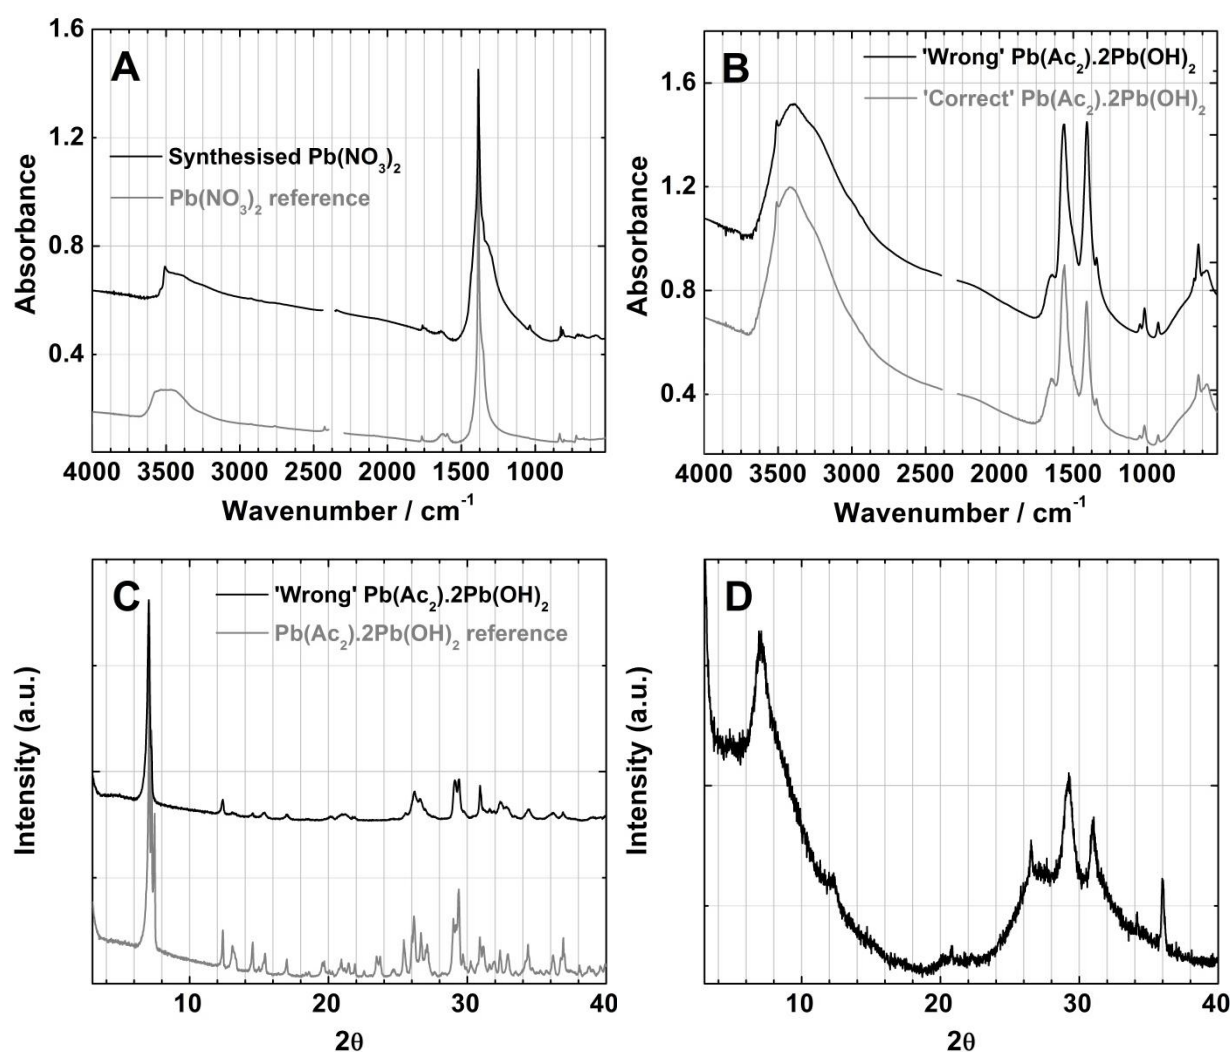 A
Synthesised Pb(NO₃)₂
Pb(NO₃)₂ reference
Absorbance
1.6
1.2
0.8
0.4
4000 3500 3000 2500 2000 1500 1000
Wavenumber / cm⁻¹
B
'Wrong' Pb(Ac₂).2Pb(OH)₂
'Correct' Pb(Ac₂).2Pb(OH)₂
Absorbance
1.6
1.2
0.8
0.4
4000 3500 3000 2500 2000 1500 1000
Wavenumber / cm⁻¹
C
'Wrong' Pb(Ac₂).2Pb(OH)₂
Pb(Ac₂).2Pb(OH)₂ reference
Intensity (a.u.)
10 20 30 40
2θ
D
Intensity (a.u.)
10 20 30 40
2θ